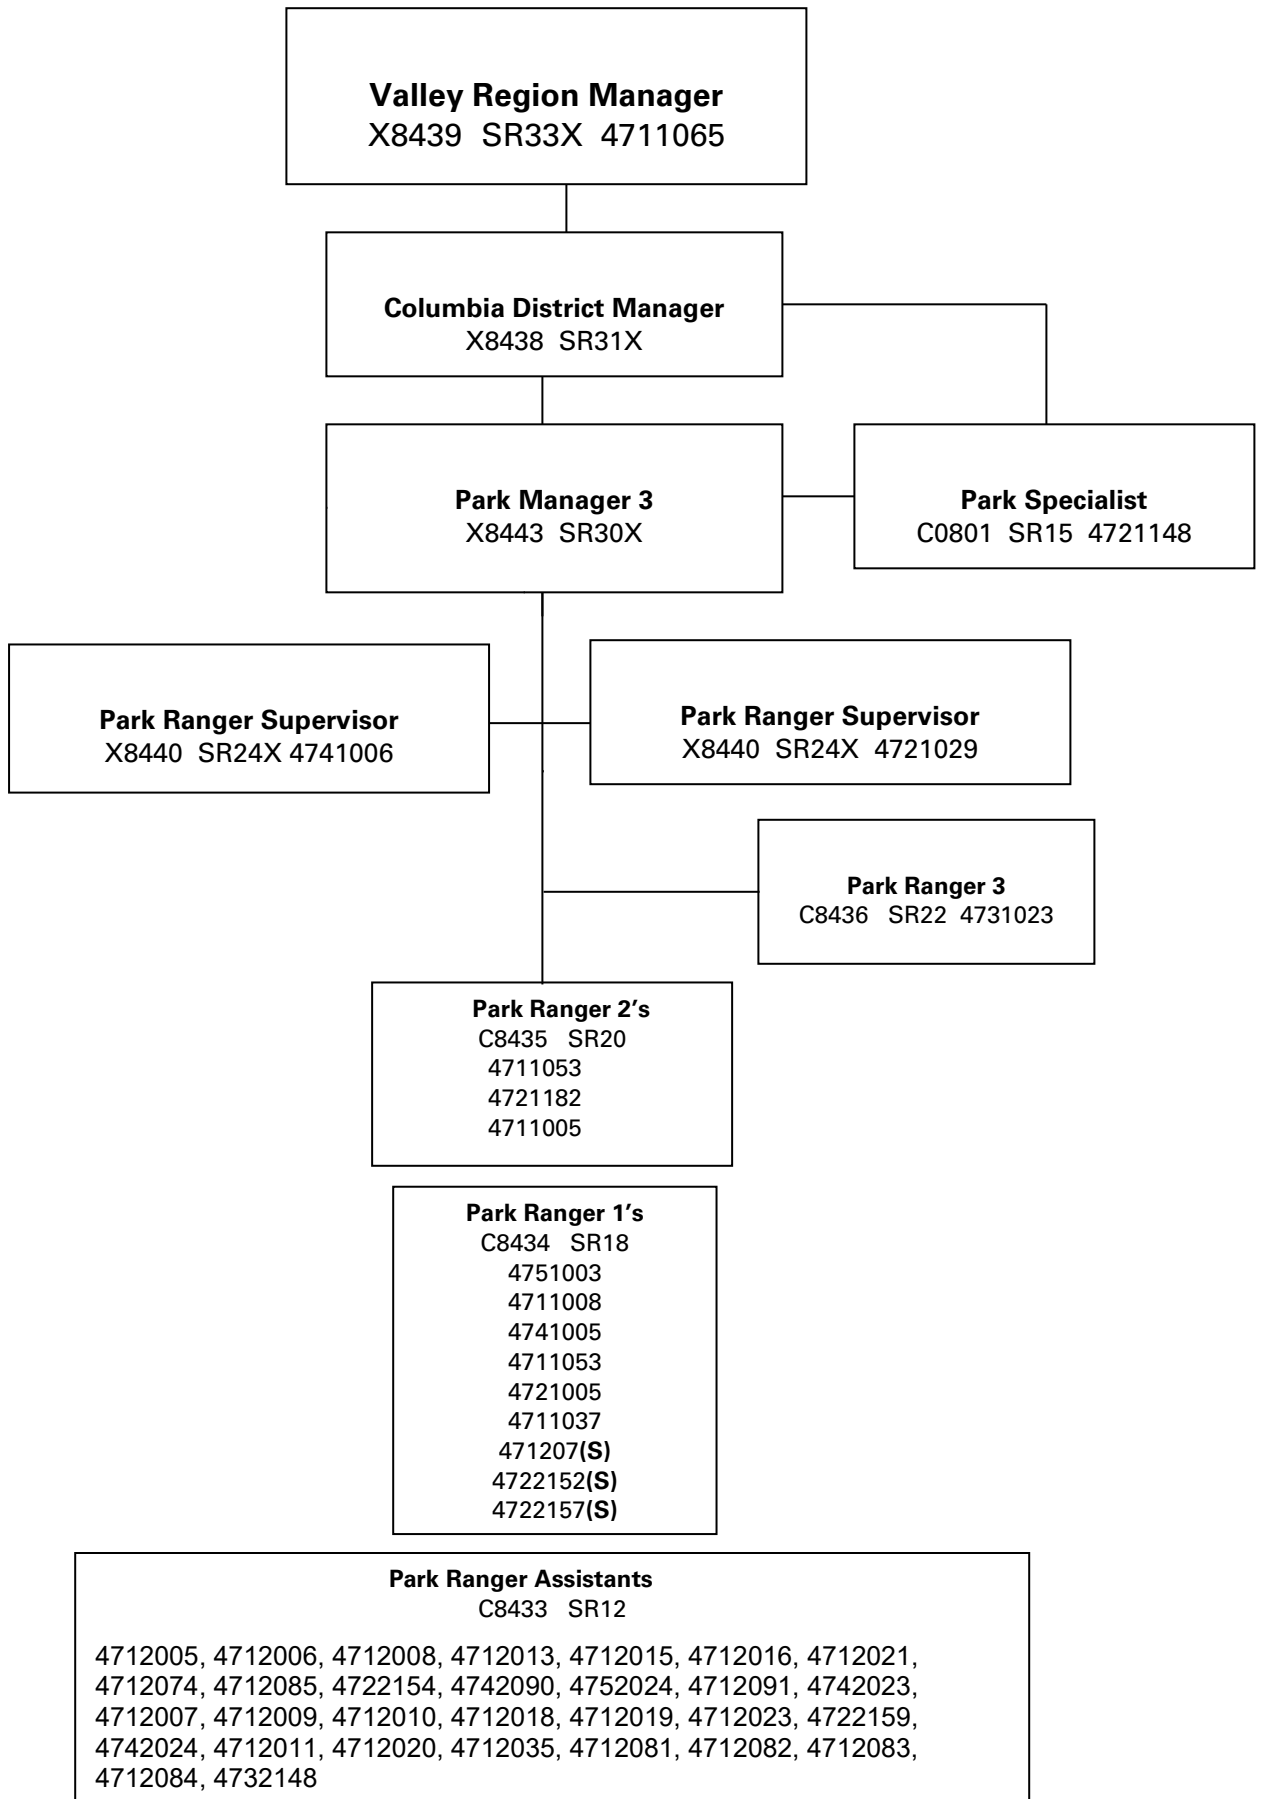 Valley Region Manager
X8439 SR33X 4711065
Columbia District Manager
X8438 SR31X
Park Manager 3
X8443 SR30X
Park Specialist
C0801 SR15 4721148
Park Ranger Supervisor
X8440 SR24X 4741006
Park Ranger Supervisor
X8440 SR24X 4721029
Park Ranger 3
C8436 SR22 4731023
Park Ranger 2’s
C8435 SR20
4711053
4721182
4711005
Park Ranger 1’s
C8434 SR18
4751003
4711008
4741005
4711053
4721005
4711037
471207(S)
4722152(S)
4722157(S)
Park Ranger Assistants
C8433 SR12
4712005, 4712006, 4712008, 4712013, 4712015, 4712016, 4712021,
4712074, 4712085, 4722154, 4742090, 4752024, 4712091, 4742023,
4712007, 4712009, 4712010, 4712018, 4712019, 4712023, 4722159,
4742024, 4712011, 4712020, 4712035, 4712081, 4712082, 4712083,
4712084, 4732148